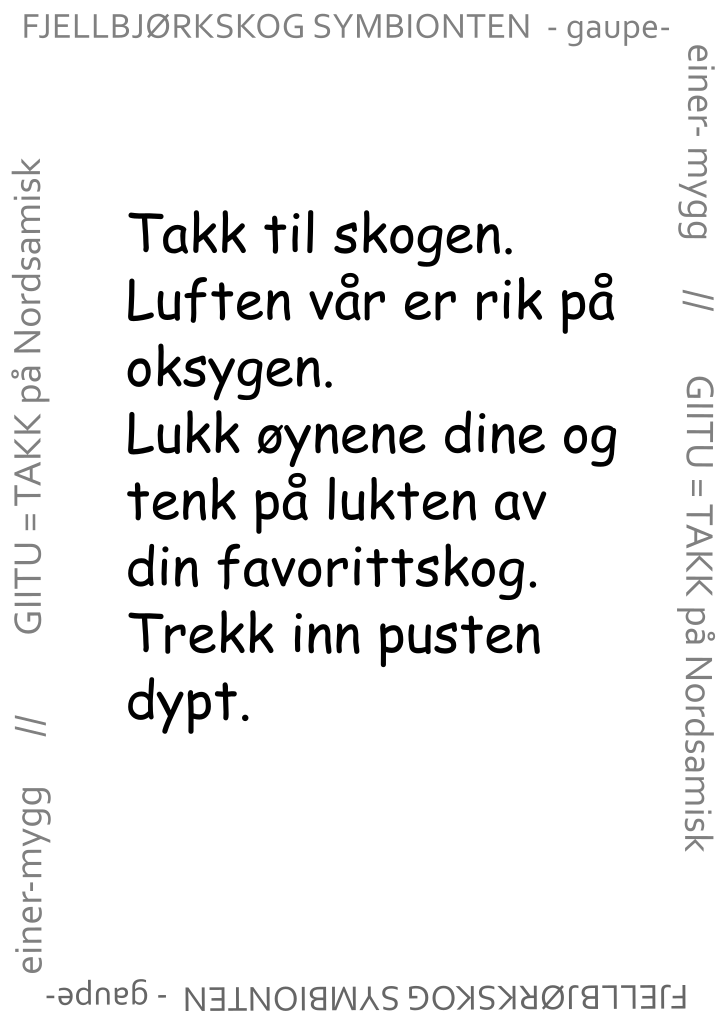 FJELLBJØRKSKOG SYMBIONTEN - gaupe-
einer- mygg // GIITU = TAKK på Nordsamisk
Takk til skogen.
Luften vår er rik på
oksygen.
Lukk øynene dine og
tenk på lukten av
din favorittskog.
Trekk inn pusten
dypt.
einer-mygg // GIITU = TAKK på Nordsamisk
FJELLBJØRKSKOG SYMBIONTEN - gaupe-